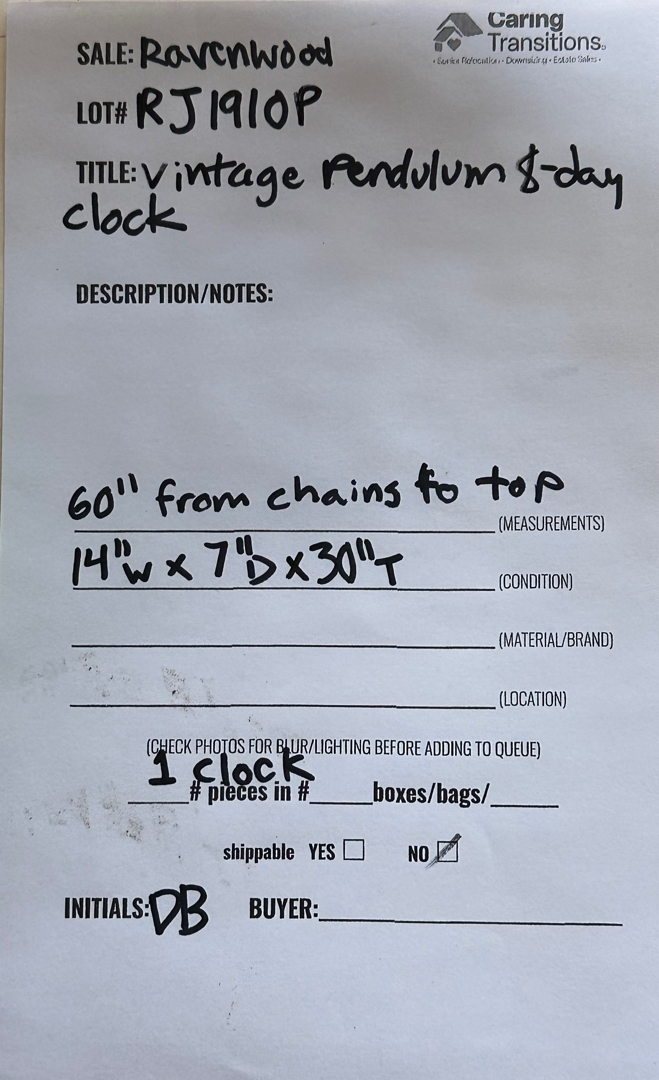 Caring
Transitions®
• Senior Relocation • Downsizing • Estate Sales •
SALE: Ravenwood
LOT# RJ1910P
TITLE: Vintage Pendulum 8-day
clock
DESCRIPTION/NOTES:
60" from chains to top
(MEASUREMENTS)
14"W x 7"D x 30"T
(CONDITION)
(MATERIAL/BRAND)
(LOCATION)
(CHECK PHOTOS FOR BLUR/LIGHTING BEFORE ADDING TO QUEUE)
1 clock
# pieces in # boxes/bags/
shippable YES NO
INITIALS: DB BUYER: